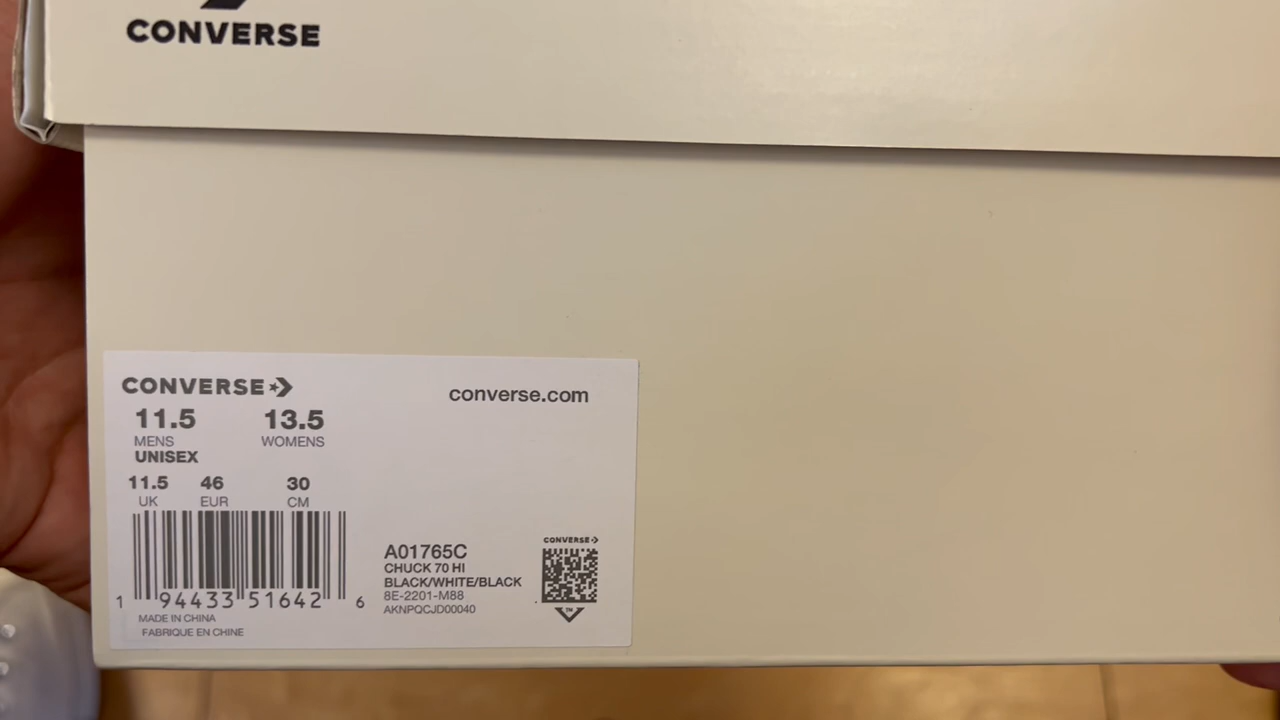 CONVERSE
CONVERSE
converse.com
11.5 13.5
MENS WOMENS
UNISEX
11.5 46 30
UK EUR CM
A01765C
CHUCK 70 HI
BLACK/WHITE/BLACK
8E-2201-M88
AKNPQCJD00040
CONVERSE
TM
1 94433 51642 6
MADE IN CHINA
FABRIQUE EN CHINE